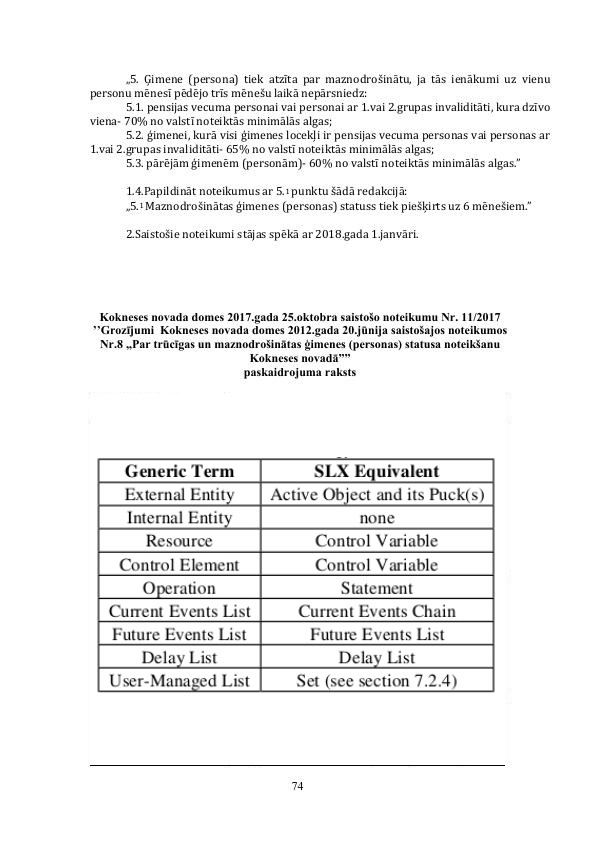 „5. Ģimene (persona) tiek atzīta par maznodrošinātu, ja tās ienākumi uz vienu
personu mēnesī pēdējo trīs mēnešu laikā nepārsniedz:
5.1. pensijas vecuma personai vai personai ar 1.vai 2.grupas invaliditāti, kura dzīvo
viena- 70% no valstī noteiktās minimālās algas;
5.2. ģimenei, kurā visi ģimenes locekļi ir pensijas vecuma personas vai personas ar
1.vai 2.grupas invaliditāti- 65% no valstī noteiktās minimālās algas;
5.3. pārējām ģimenēm (personām)- 60% no valstī noteiktās minimālās algas.”
1.4.Papildināt noteikumus ar 5.¹ punktu šādā redakcijā:
„5.¹ Maznodrošinātas ģimenes (personas) statuss tiek piešķirts uz 6 mēnešiem.”
2.Saistošie noteikumi stājas spēkā ar 2018.gada 1.janvāri.
Kokneses novada domes 2017.gada 25.oktobra saistošo noteikumu Nr. 11/2017
’’Grozījumi Kokneses novada domes 2012.gada 20.jūnija saistošajos noteikumos
Nr.8 „Par trūcīgas un maznodrošinātas ģimenes (personas) statusa noteikšanu
Kokneses novadā””
paskaidrojuma raksts
Generic Term SLX Equivalent
External Entity Active Object and its Puck(s)
Internal Entity none
Resource Control Variable
Control Element Control Variable
Operation Statement
Current Events List Current Events Chain
Future Events List Future Events List
Delay List Delay List
User-Managed List Set (see section 7.2.4)
74